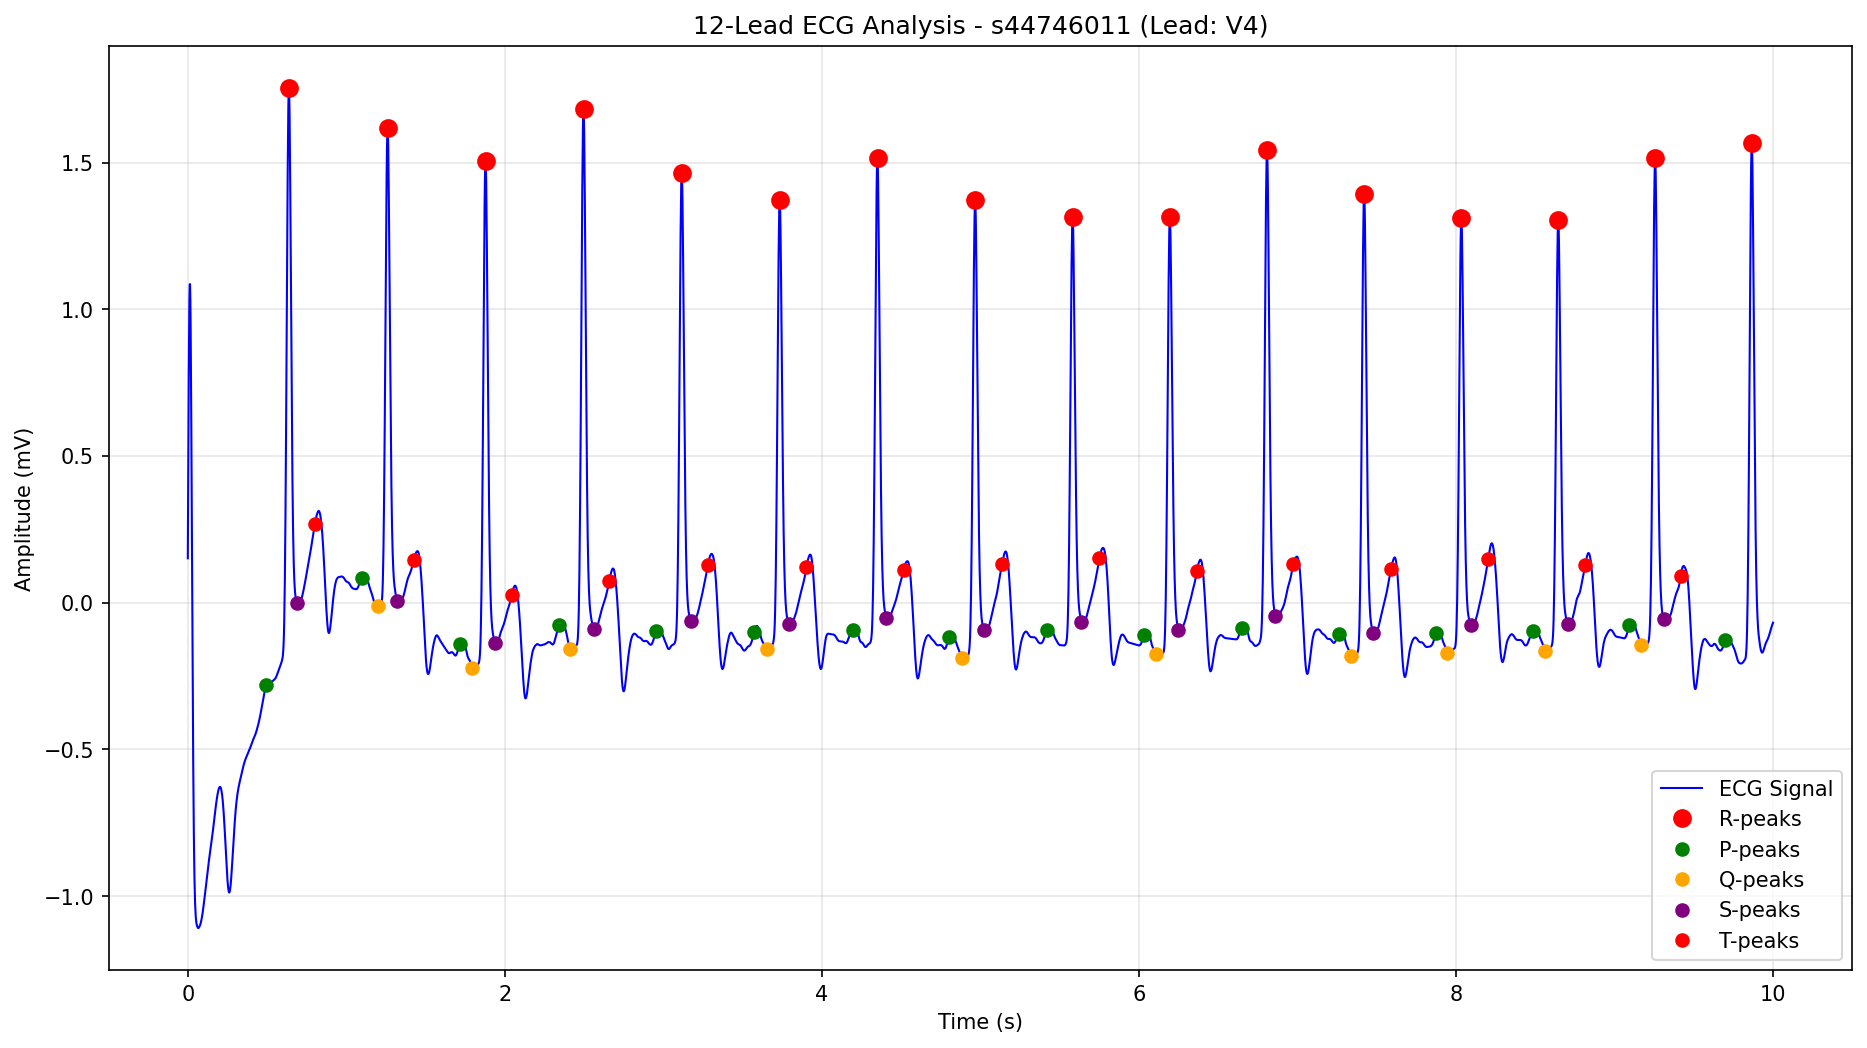 12-Lead ECG Analysis - s44746011 (Lead: V4)
Amplitude (mV)
1.5
1.0
0.5
0.0
−0.5
−1.0
0 2 4 6 8 10
Time (s)
ECG Signal
R-peaks
P-peaks
Q-peaks
S-peaks
T-peaks